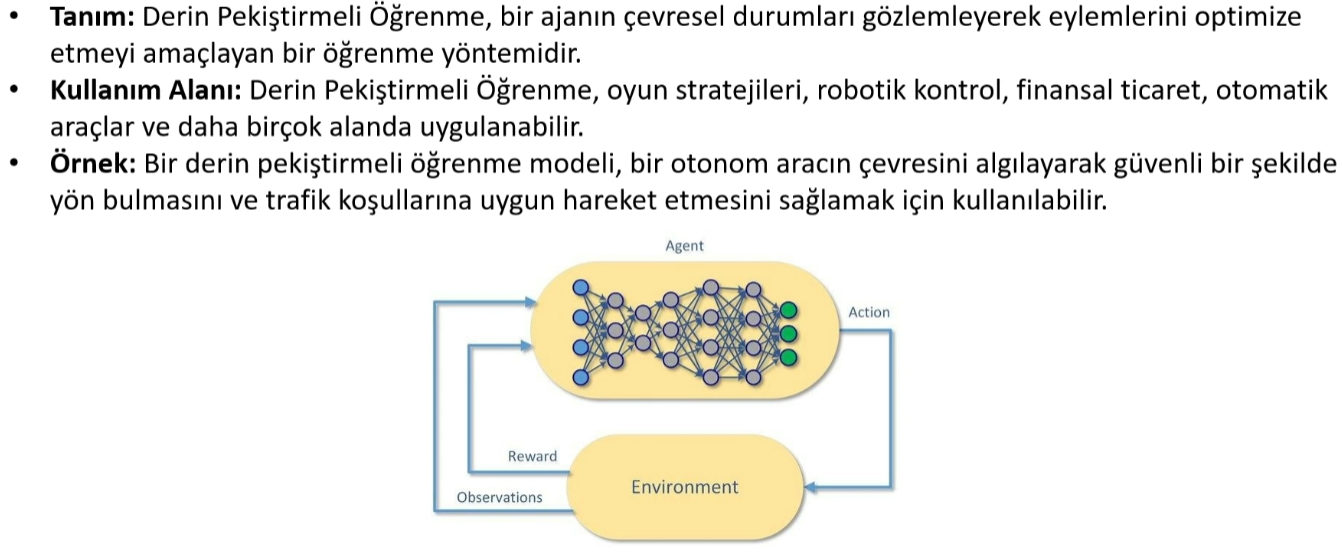 • Tanım: Derin Pekiştirmeli Öğrenme, bir ajanın çevresel durumları gözlemleyerek eylemlerini optimize
etmeyi amaçlayan bir öğrenme yöntemidir.
• Kullanım Alanı: Derin Pekiştirmeli Öğrenme, oyun stratejileri, robotik kontrol, finansal ticaret, otomatik
araçlar ve daha birçok alanda uygulanabilir.
• Örnek: Bir derin pekiştirmeli öğrenme modeli, bir otonom aracın çevresini algılayarak güvenli bir şekilde
yön bulmasını ve trafik koşullarına uygun hareket etmesini sağlamak için kullanılabilir.
Agent
Action
Reward
Environment
Observations